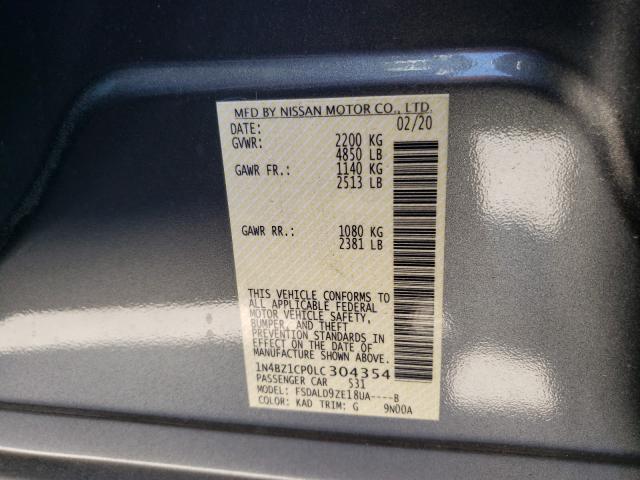 MFD BY NISSAN MOTOR CO., LTD.
DATE: 02/20
GVWR: 2200 KG
4850 LB
GAWR FR.: 1140 KG
2513 LB
GAWR RR.: 1080 KG
2381 LB
THIS VEHICLE CONFORMS TO
ALL APPLICABLE FEDERAL
MOTOR VEHICLE SAFETY,
BUMPER, AND THEFT
PREVENTION STANDARDS IN
EFFECT ON THE DATE OF
MANUFACTURE SHOWN ABOVE.
1N4BZ1CP0LC304354
PASSENGER CAR 531
MODEL: FSDALD9ZE18UA----B
COLOR: KAD TRIM: G 9N00A